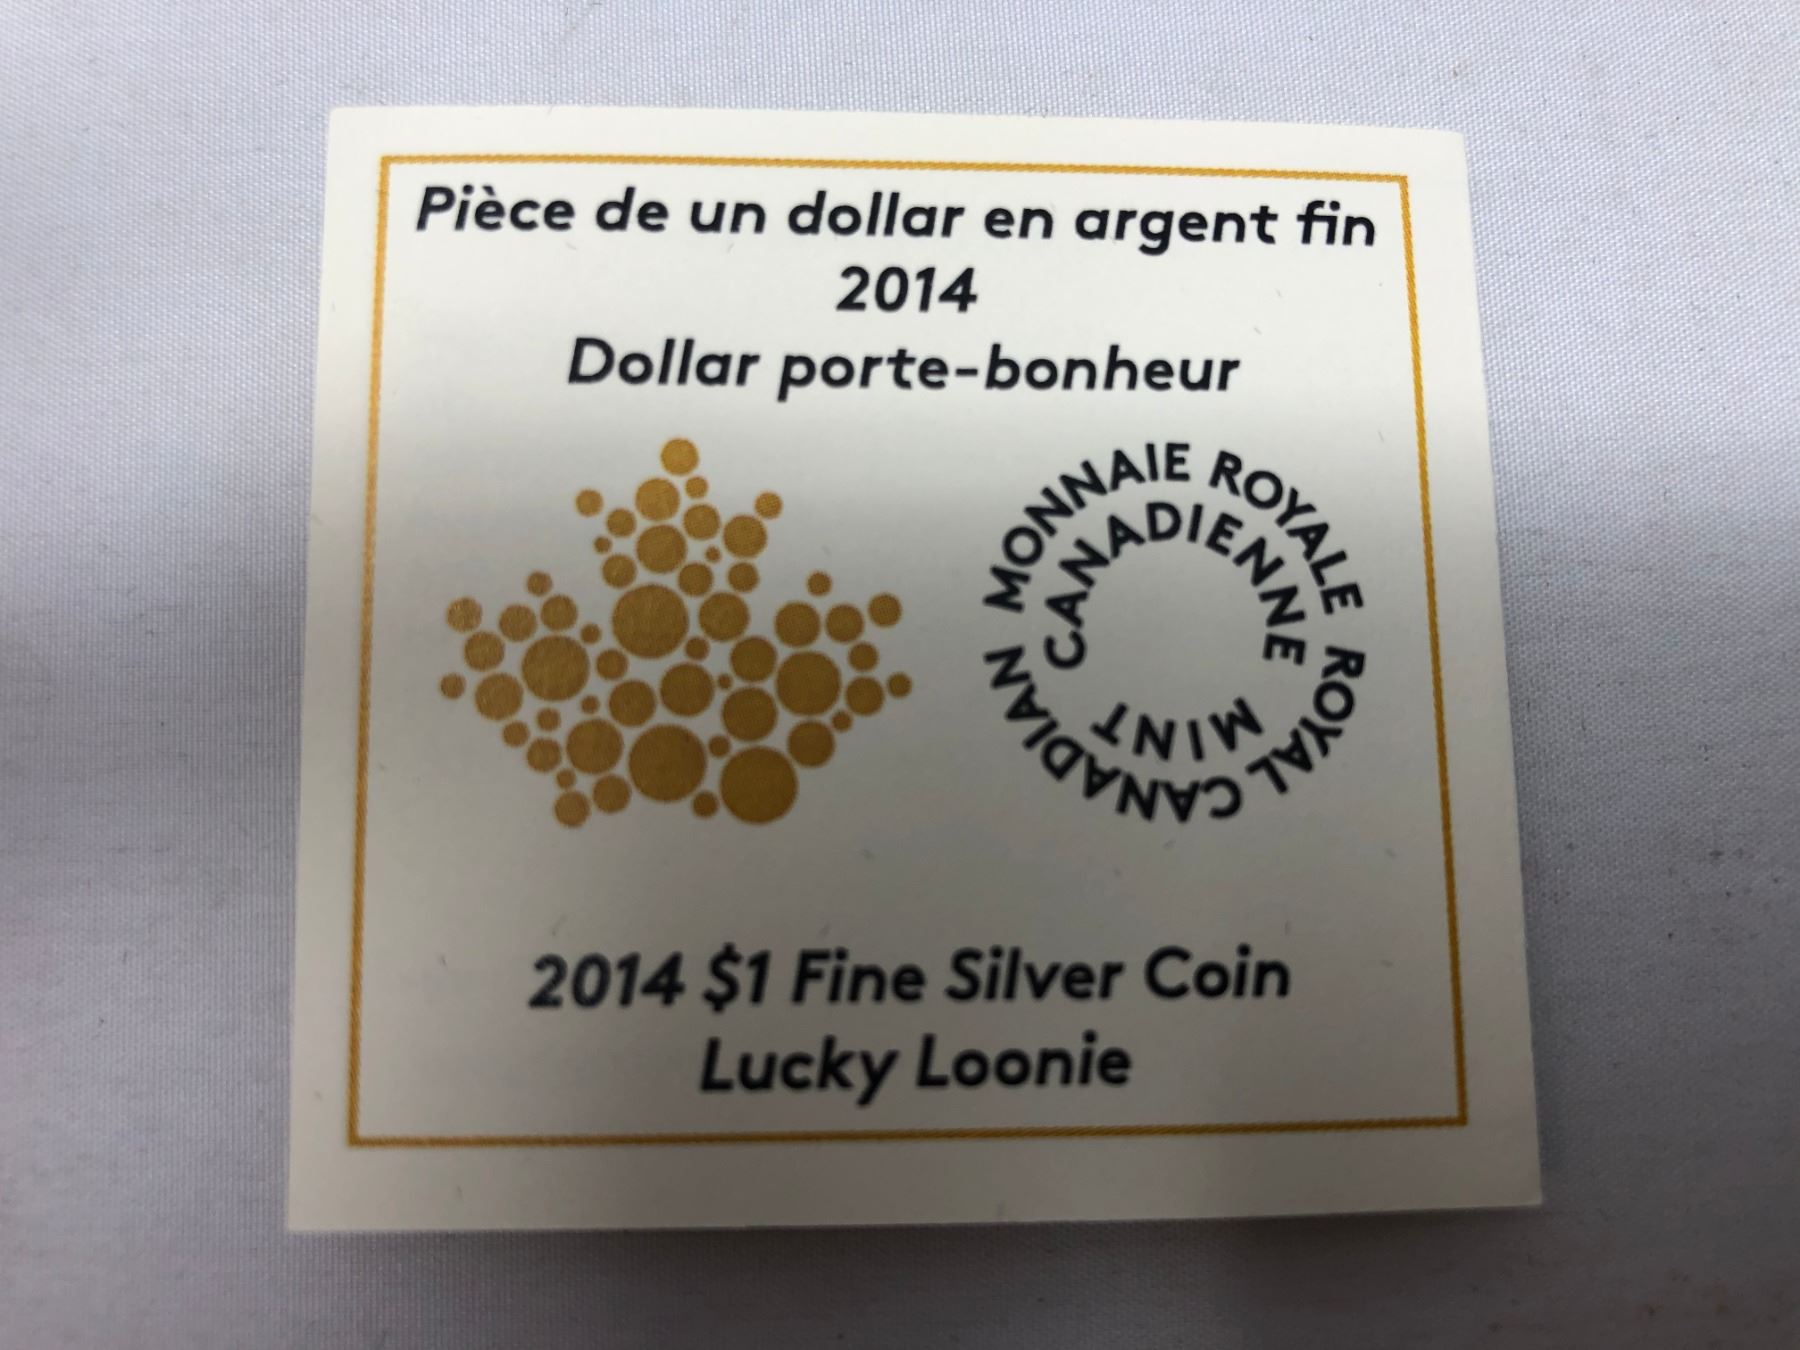 Pièce de un dollar en argent fin
2014
Dollar porte-bonheur
MONNAIE ROYALE
CANADIENNE
ROYAL CANADIAN
MINT
2014 $1 Fine Silver Coin
Lucky Loonie